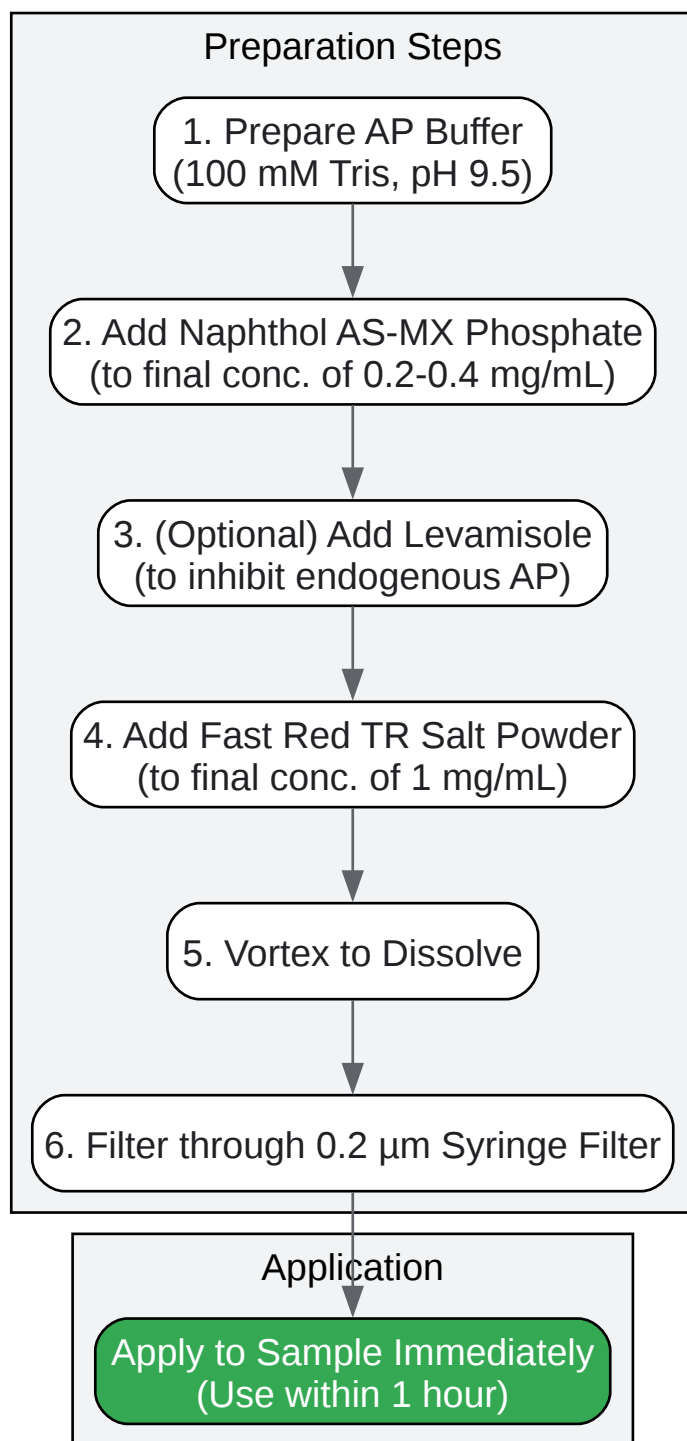 Preparation Steps
1. Prepare AP Buffer
(100 mM Tris, pH 9.5)
2. Add Naphthol AS-MX Phosphate
(to final conc. of 0.2-0.4 mg/mL)
3. (Optional) Add Levamisole
(to inhibit endogenous AP)
4. Add Fast Red TR Salt Powder
(to final conc. of 1 mg/mL)
5. Vortex to Dissolve
6. Filter through 0.2 µm Syringe Filter
Application
Apply to Sample Immediately
(Use within 1 hour)